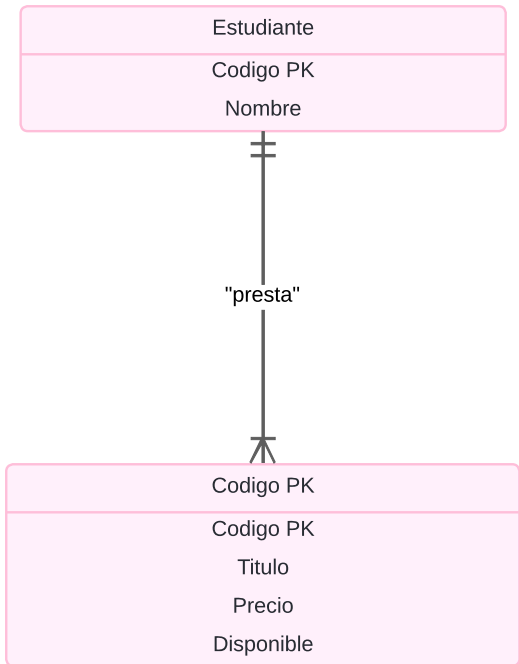 Estudiante
Codigo PK
Nombre
"presta"
Codigo PK
Codigo PK
Titulo
Precio
Disponible